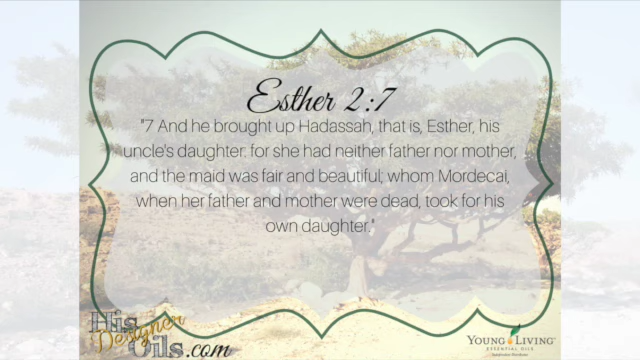 Esther 2:7
"7 And he brought up Hadassah, that is, Esther, his
uncle's daughter: for she had neither father nor mother,
and the maid was fair and beautiful; whom Mordecai,
when her father and mother were dead, took for his
own daughter."
His
Designer
Oils.com
YOUNG LIVING
ESSENTIAL OILS